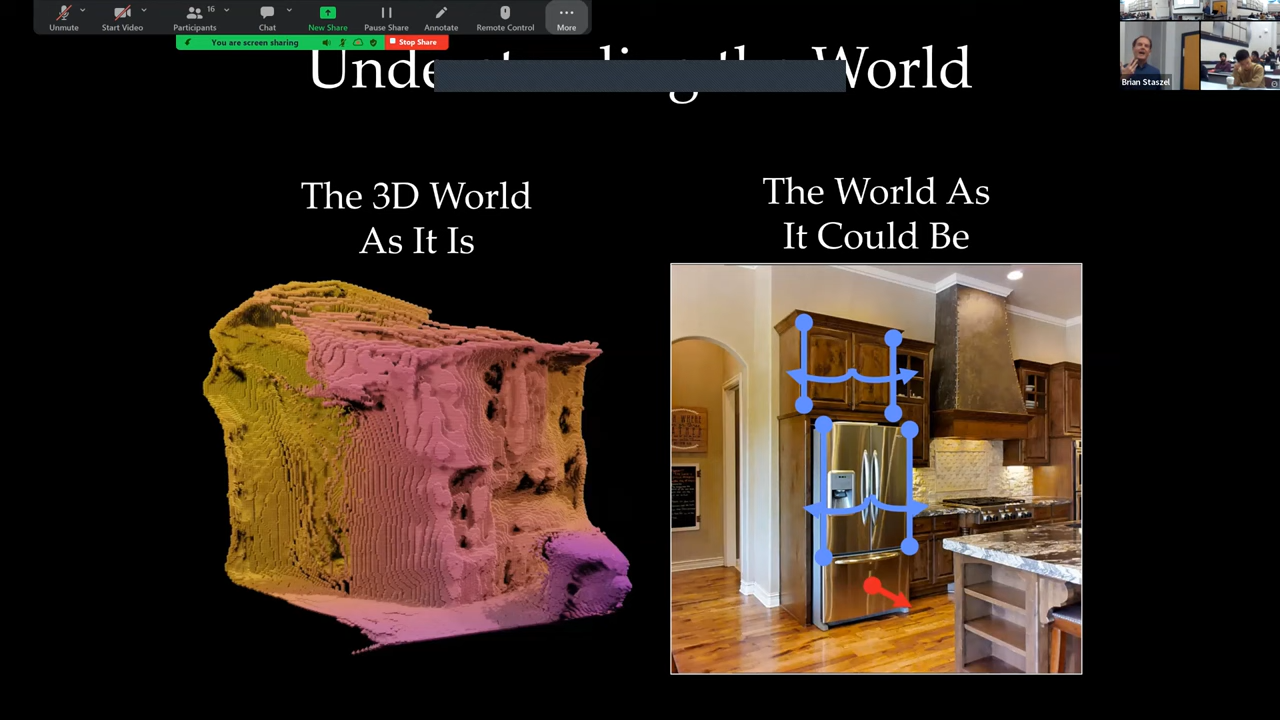 16
Unmute
Start Video
Participants
Chat
New Share
Pause Share
Annotate
Remote Control
More
You are screen sharing
Stop Share
World
Brian Staszel
The 3D World
As It Is
The World As
It Could Be